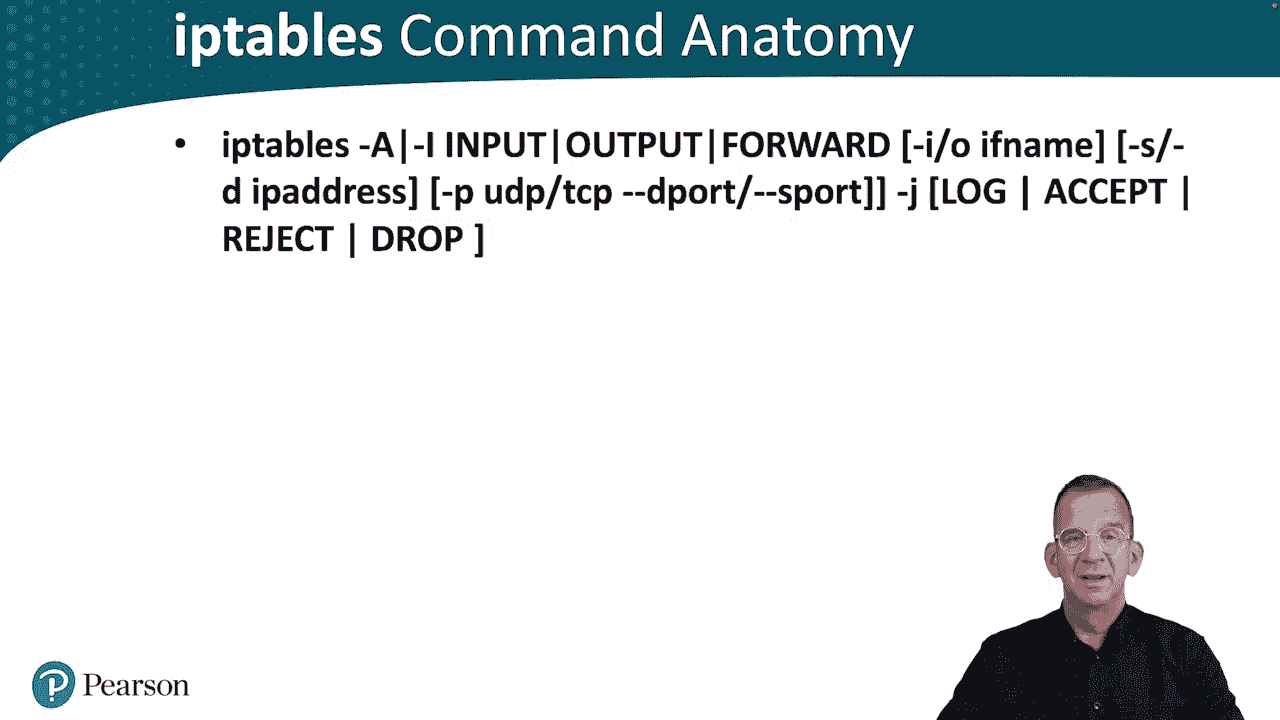 iptables Command Anatomy
• iptables -A|-I INPUT|OUTPUT|FORWARD [-i/o ifname] [-s/-
d ipaddress] [-p udp/tcp --dport/--sport]] -j [LOG | ACCEPT |
REJECT | DROP ]
Pearson